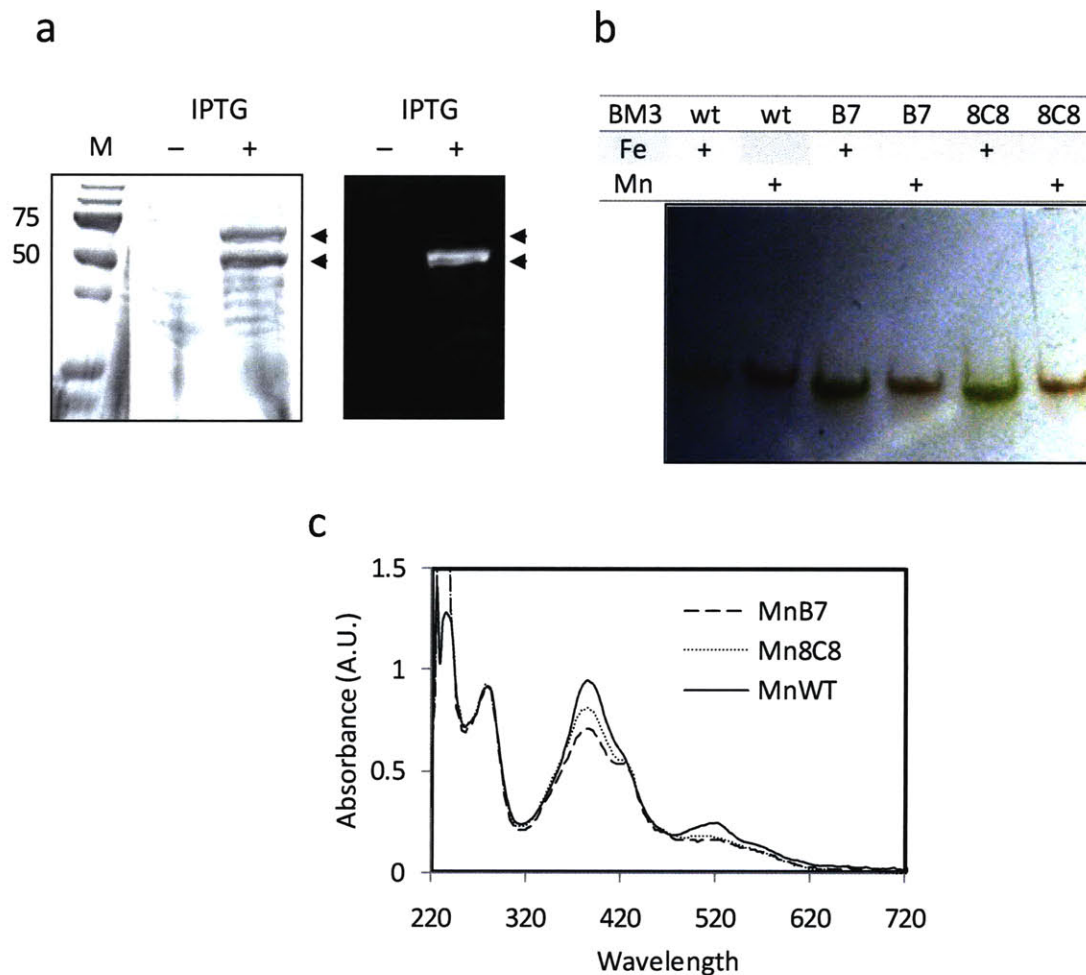 a
IPTG
M − +
75
50
IPTG
− +
b
BM3 wt wt B7 B7 8C8 8C8
Fe + + +
Mn + + +
c
Absorbance (A.U.)
1.5
1
0.5
0
MnB7
Mn8C8
MnWT
220 320 420 520 620 720
Wavelength